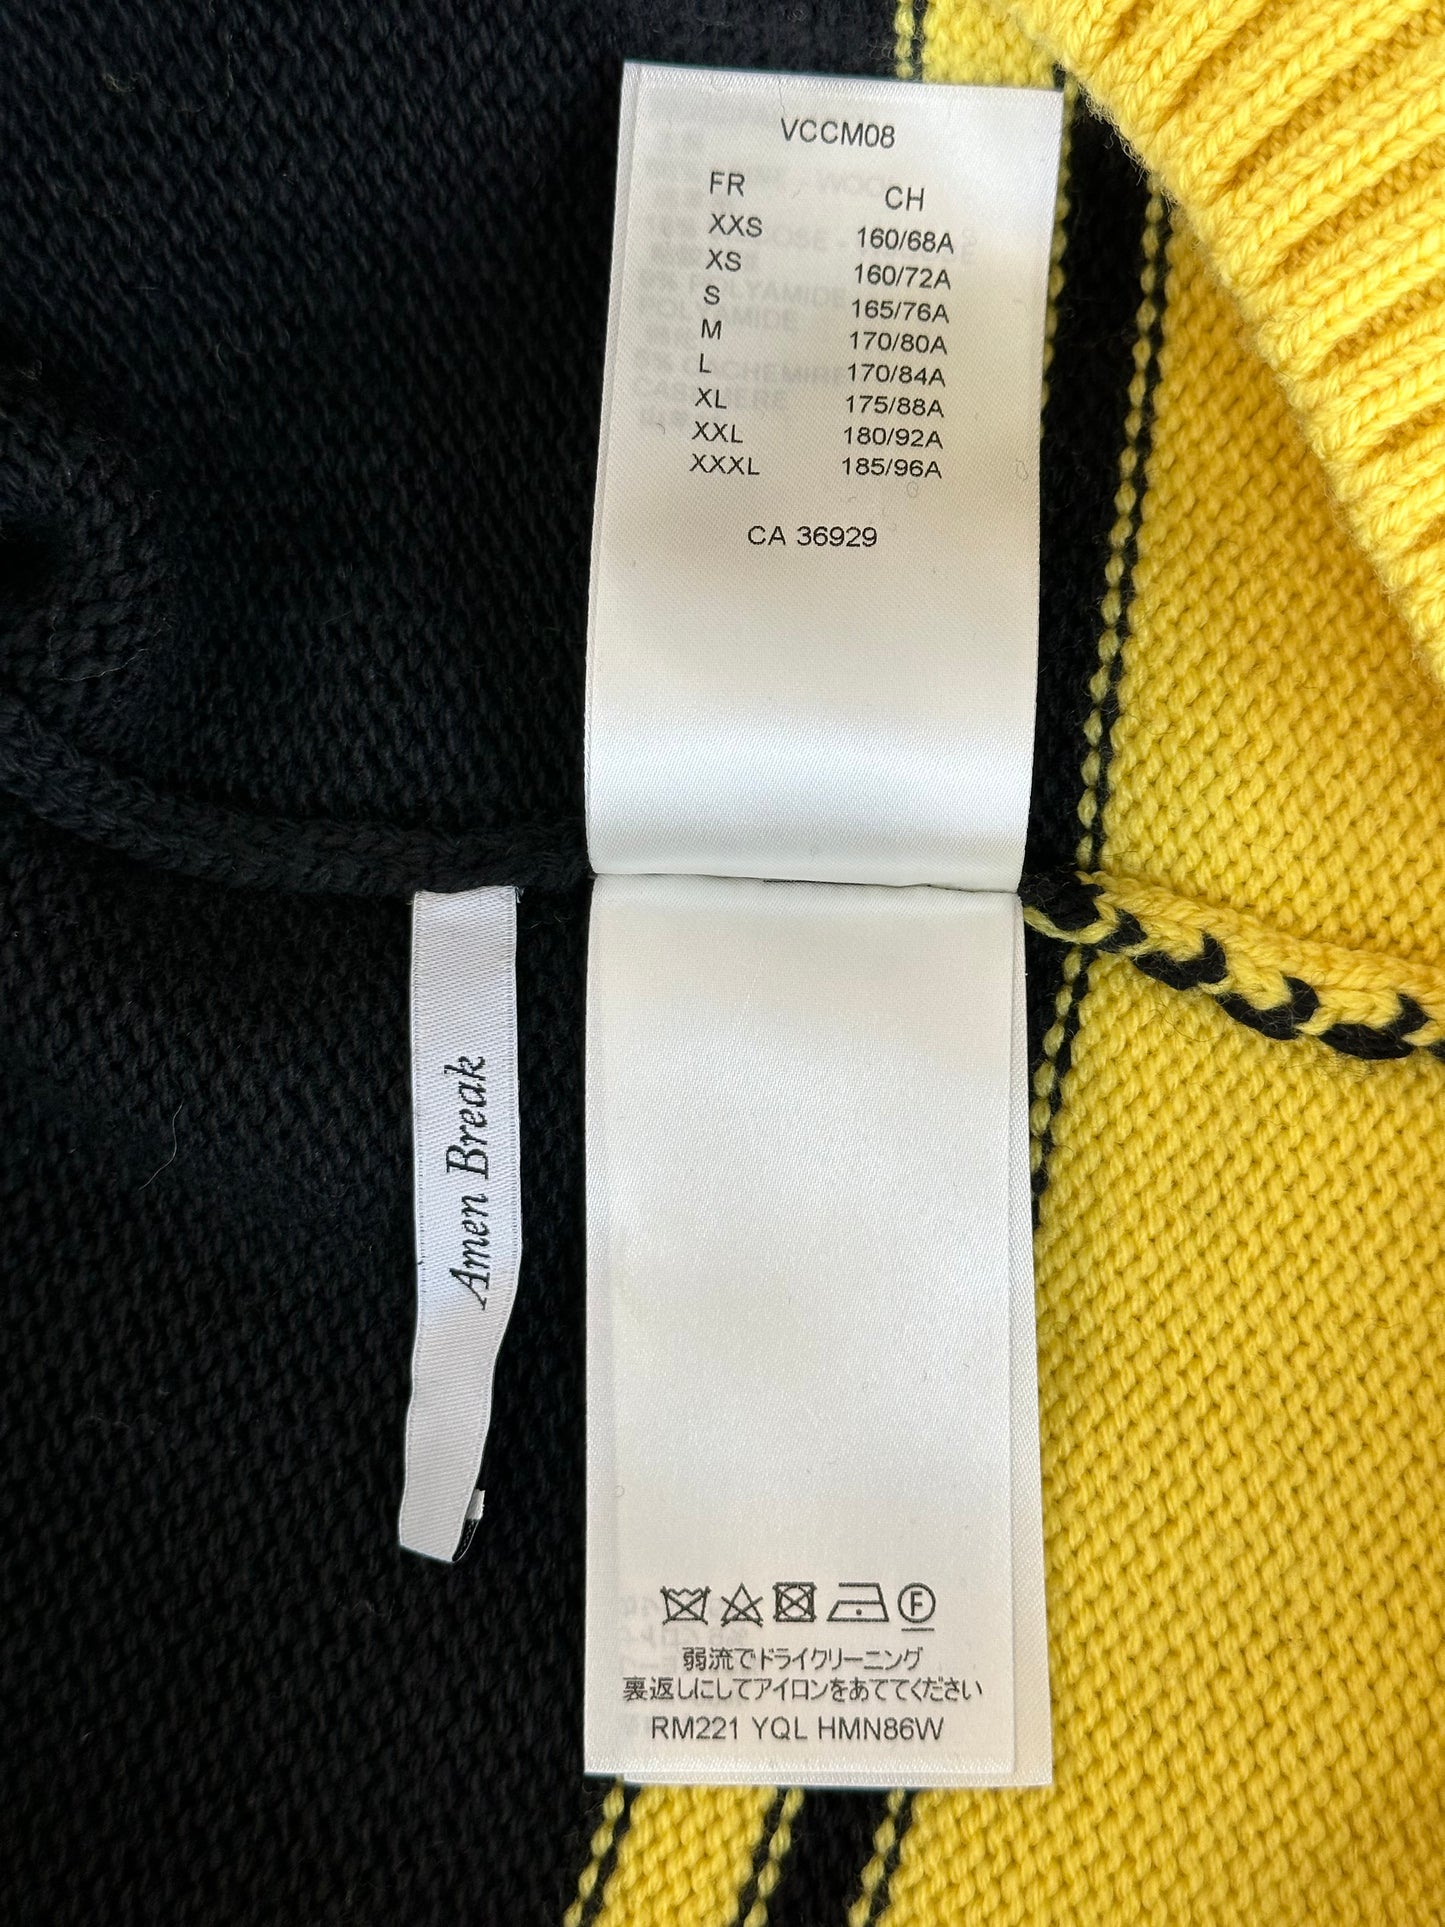 VCCM08
FR CH
XXS 160/68A
XS 160/72A
S 165/76A
M 170/80A
L 170/84A
XL 175/88A
XXL 180/92A
XXXL 185/96A
CA 36929
Amen Break
F
弱流でドライクリーニング
裏返しにしてアイロンをあててください
RM221 YQL HMN86W